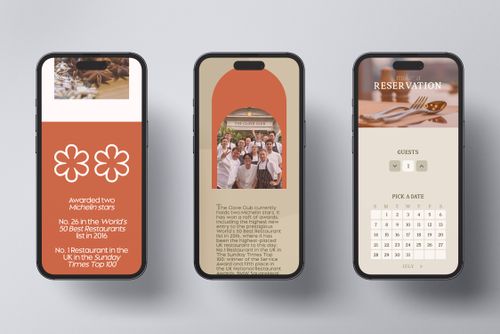 Awarded two
Michelin stars
No. 26 in the World's
50 Best Restaurants
list in 2016
No. 1 Restaurant in the
UK in the Sunday
Times Top 100
THE CLOVE CLUB
The Clove Club currently
holds two Michelin stars. It
has won a raft of awards,
including the highest new
entry to the prestigious
World's 50 Best Restaurant
list in 2016, where it has
been the highest-placed
UK restaurant to the day.
No.1 Restaurant in the UK in
The Sunday Times Top
100, winner of the Service
Award and fifth place in
the UK National Restaurant
RESERVATION
GUESTS
PICK A DATE
S M T W T F S
1 2 3 4 5 6
7 8 9 10 11 12 13
14 15 16 17 18 19 20
21 22 23 24 25 26 27
28 29 30 31
JULY